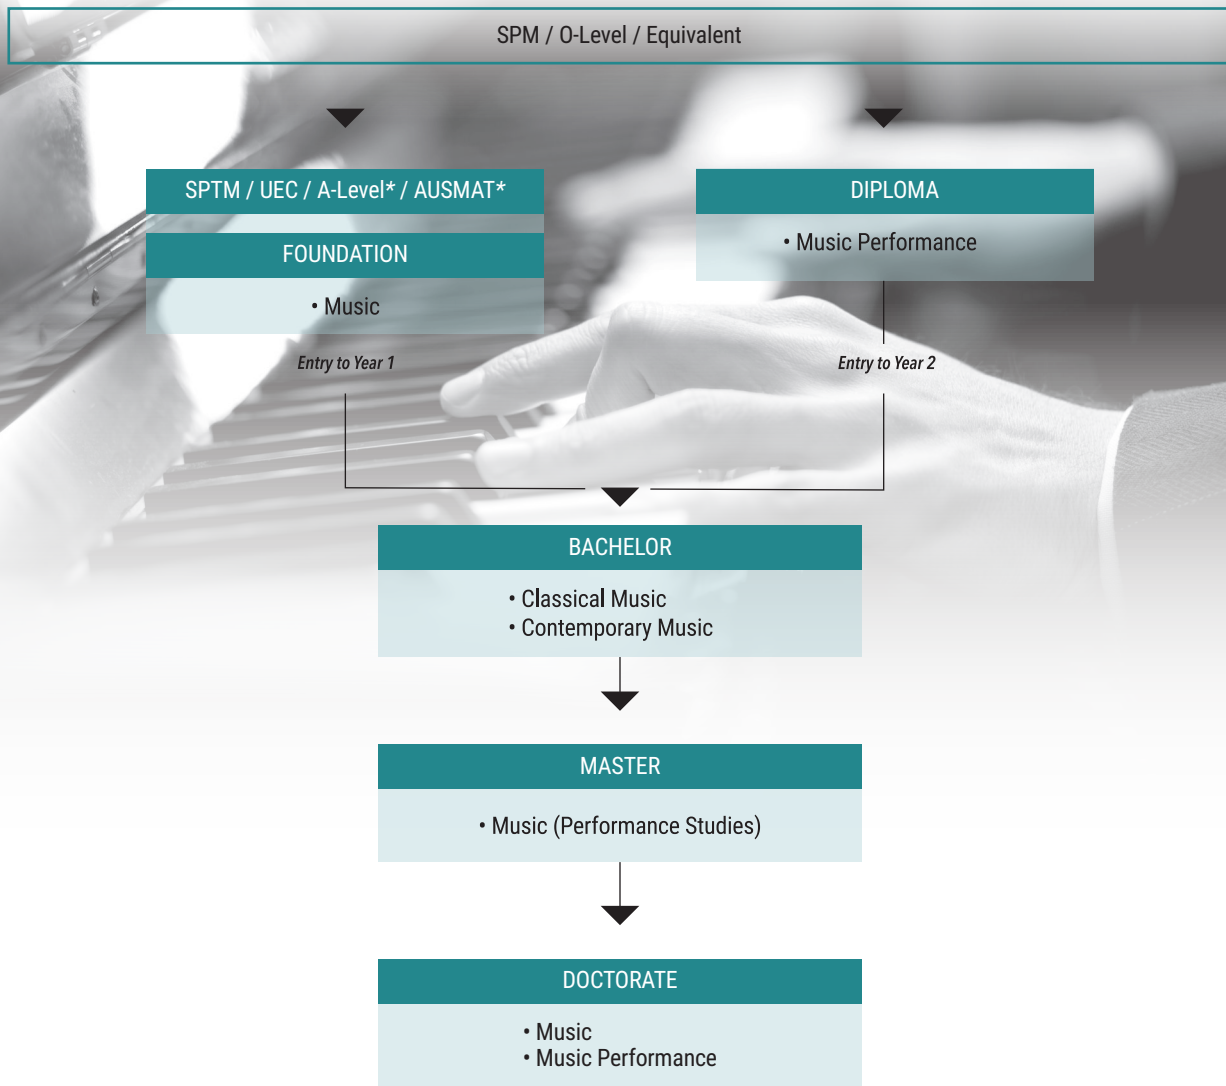 SPM / O-Level / Equivalent
SPTM / UEC / A-Level* / AUSMAT*
FOUNDATION
• Music
Entry to Year 1
DIPLOMA
• Music Performance
Entry to Year 2
BACHELOR
• Classical Music
• Contemporary Music
MASTER
• Music (Performance Studies)
DOCTORATE
• Music
• Music Performance